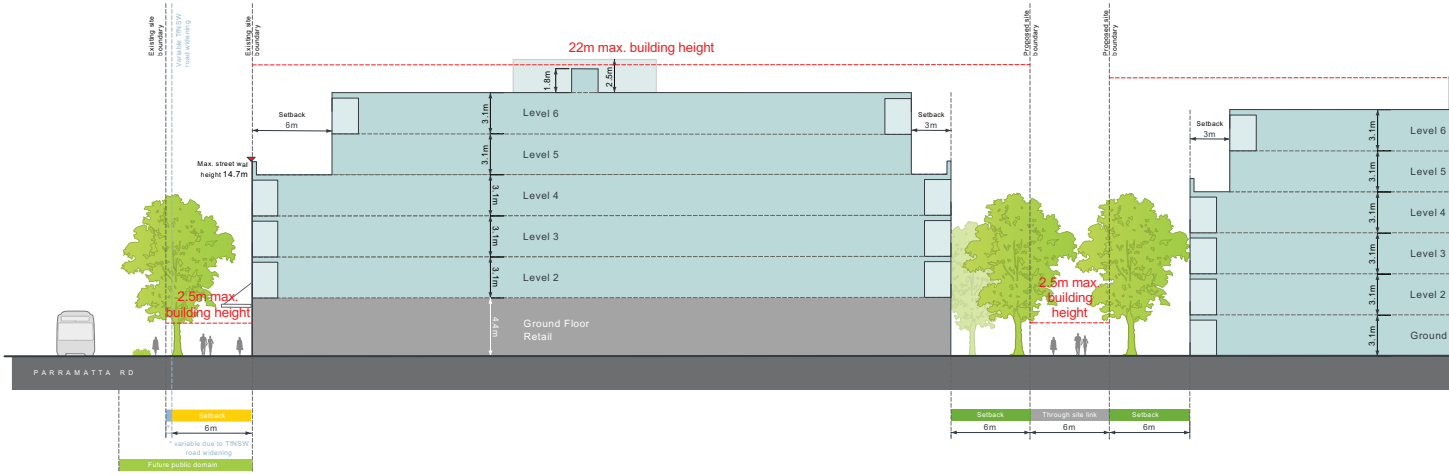 Existing site
boundary
Variable TfNSW
road widening
Existing site
boundary
Proposed site
boundary
Proposed site
boundary
22m max. building height
1.8m
2.5m
Setback
6m
3.1m
Level 6
Setback
3m
Setback
3m
3.1m
Level 6
3.1m
Level 5
3.1m
Level 5
Max. street wal
height 14.7m
3.1m
Level 4
3.1m
Level 4
3.1m
Level 3
3.1m
Level 3
3.1m
Level 2
3.1m
Level 2
2.5m max.
building height
2.5m max.
building
height
4.4m
Ground Floor
Retail
3.1m
Ground
PARRAMATTA RD
Setback
6m
* variable due to TfNSW
road widening
Future public domain
Setback
Through site link
Setback
6m
6m
6m